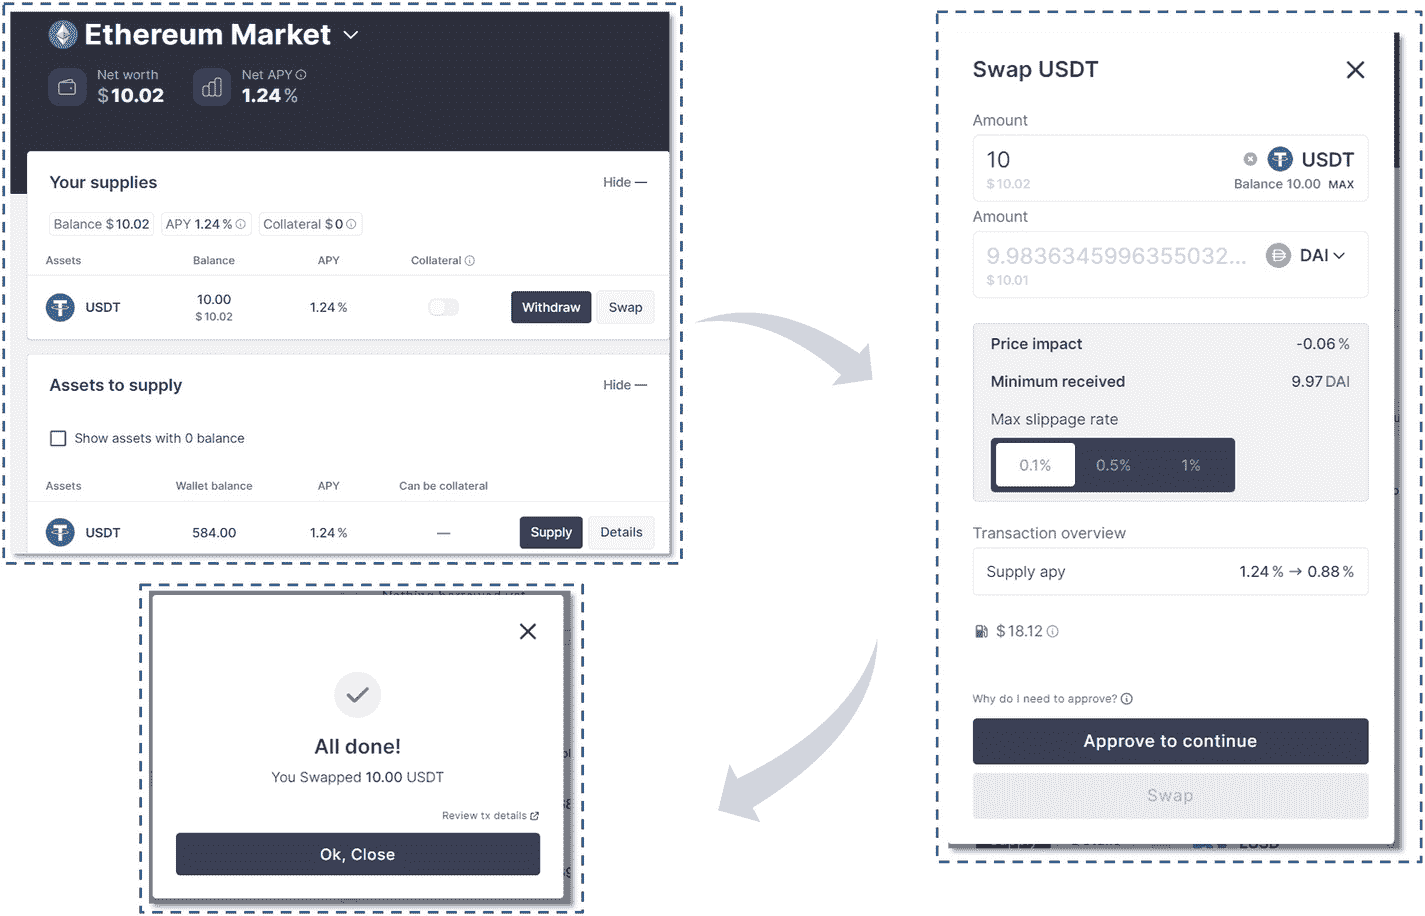 Ethereum Market
Net worth
$ 10.02
Net APY
1.24 %
Your supplies
Hide —
Balance $ 10.02
APY 1.24 %
Collateral $ 0
Assets
Balance
APY
Collateral
USDT
10.00
$ 10.02
1.24 %
Withdraw
Swap
Assets to supply
Hide —
Show assets with 0 balance
Assets
Wallet balance
APY
Can be collateral
USDT
584.00
1.24 %
—
Supply
Details
Swap USDT
Amount
10
USDT
$ 10.02
Balance 10.00 MAX
Amount
9.9836345996355032...
DAI
$ 10.01
Price impact
-0.06 %
Minimum received
9.97 DAI
Max slippage rate
0.1%
0.5%
1%
Transaction overview
Supply apy
1.24 % → 0.88 %
$ 18.12
Why do I need to approve?
Approve to continue
Swap
All done!
You Swapped 10.00 USDT
Review tx details
Ok, Close